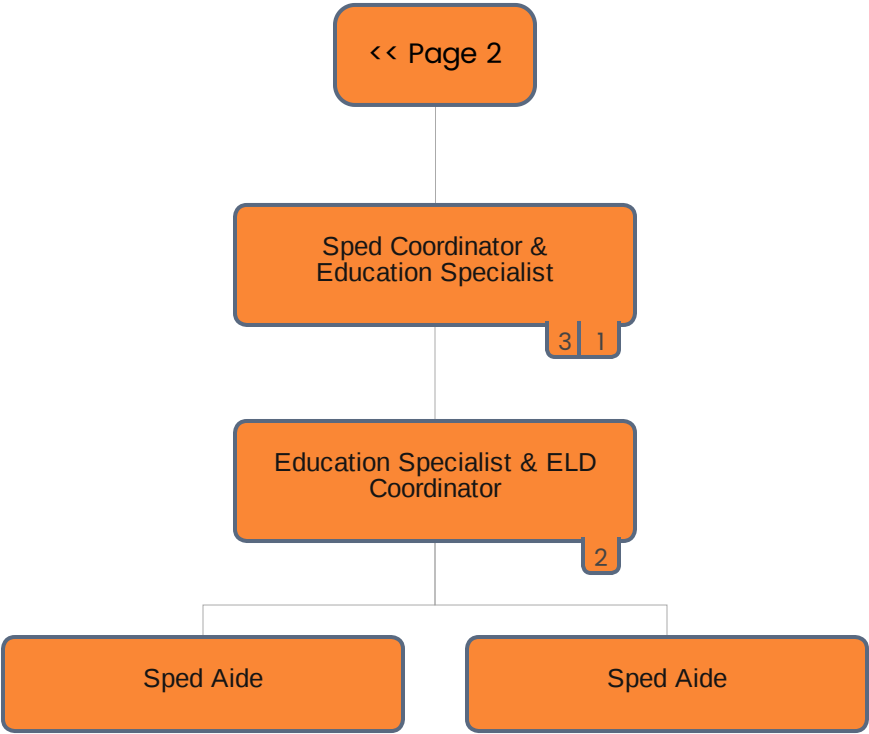 << Page 2
Sped Coordinator &
Education Specialist
3 1
Education Specialist & ELD
Coordinator
2
Sped Aide
Sped Aide